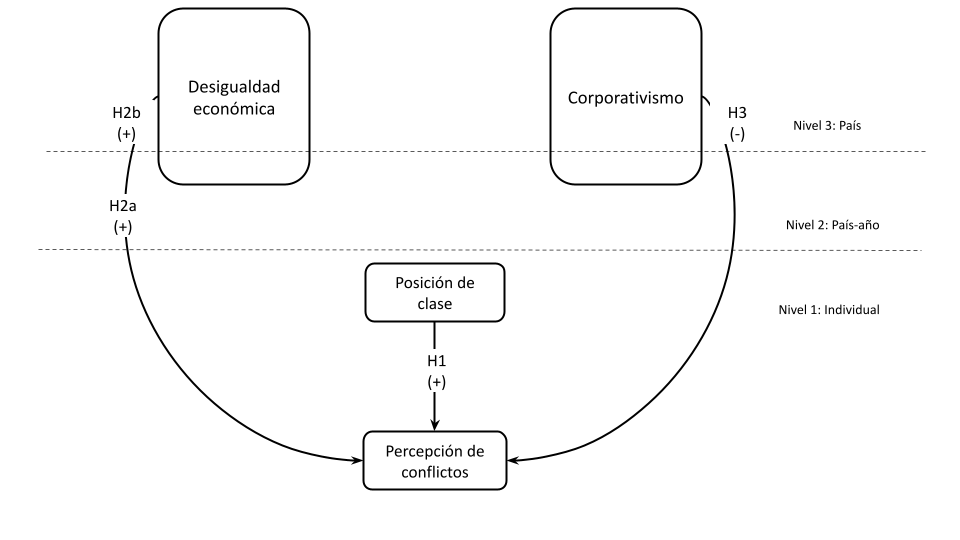 Desigualdad
económica
Corporativismo
H2b
(+)
H3
(-)
Nivel 3: País
H2a
(+)
Nivel 2: País-año
Posición de
clase
Nivel 1: Individual
H1
(+)
Percepción de
conflictos